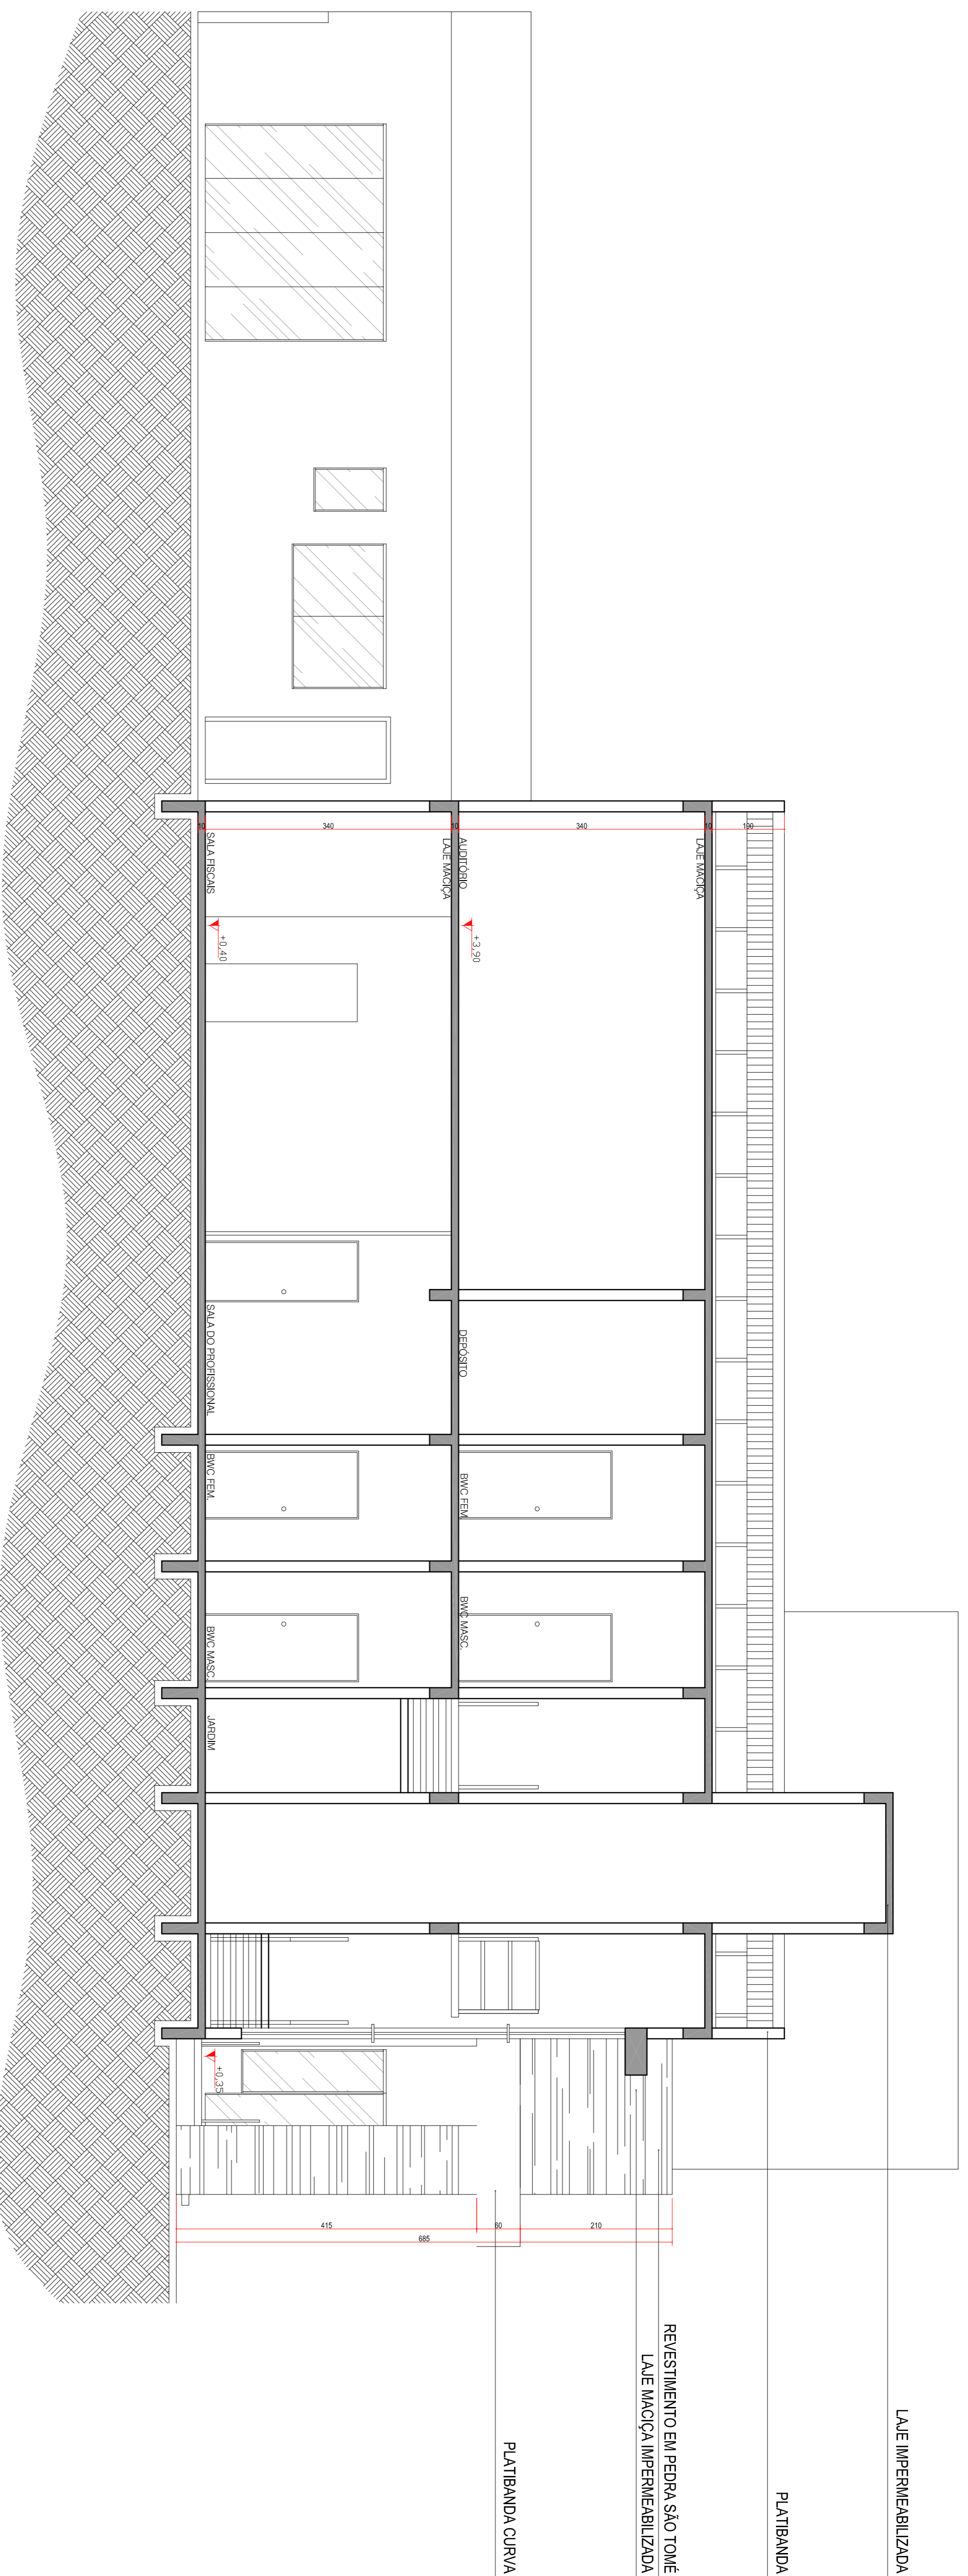 LAJE IMPERMEABILIZADA
PLATIBANDA
REVESTIMENTO EM PEDRA SÃO TOMÉ
LAJE MACIÇA IMPERMEABILIZADA
PLATIBANDA CURVA
100
10
LAJE MACIÇA
340
AUDITÓRIO
+3,90
DEPÓSITO
BWC FEM
BWC MASC.
10
LAJE MACIÇA
340
SALA FISCAIS
+0,40
SALA DO PROFISSIONAL
BWC FEM.
BWC MASC.
JARDIM
10
+0,35
210
60
415
685